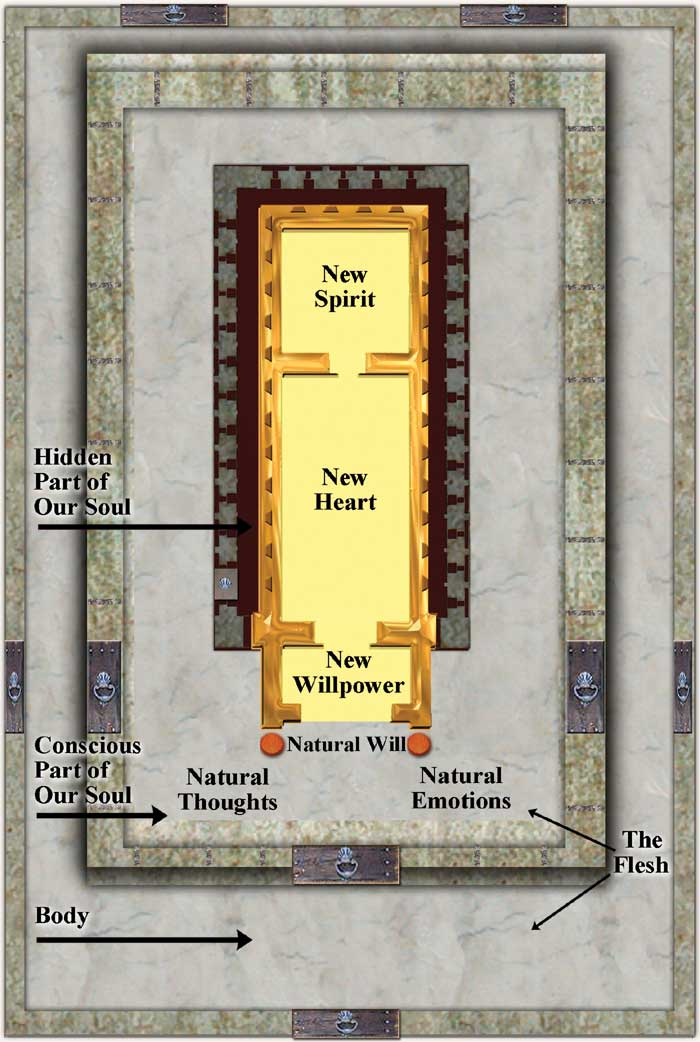 New
Spirit
Hidden
Part of
Our Soul
New
Heart
New
Willpower
Natural Will
Conscious
Part of
Our Soul
Natural
Thoughts
Natural
Emotions
The
Flesh
Body